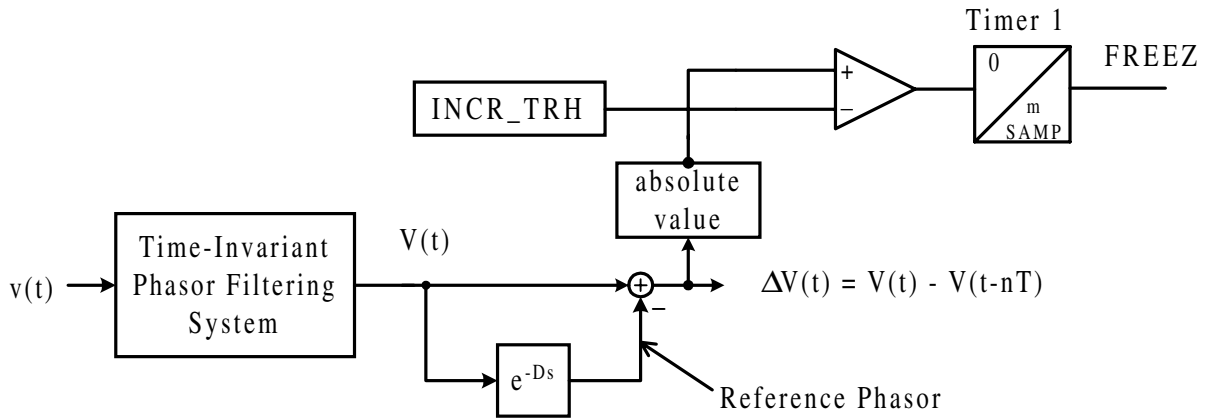 Timer 1
0
m
SAMP
FREEZ
INCR_TRH
+
−
absolute
value
v(t)
Time-Invariant
Phasor Filtering
System
V(t)
+
−
ΔV(t) = V(t) - V(t-nT)
e-Ds
Reference Phasor